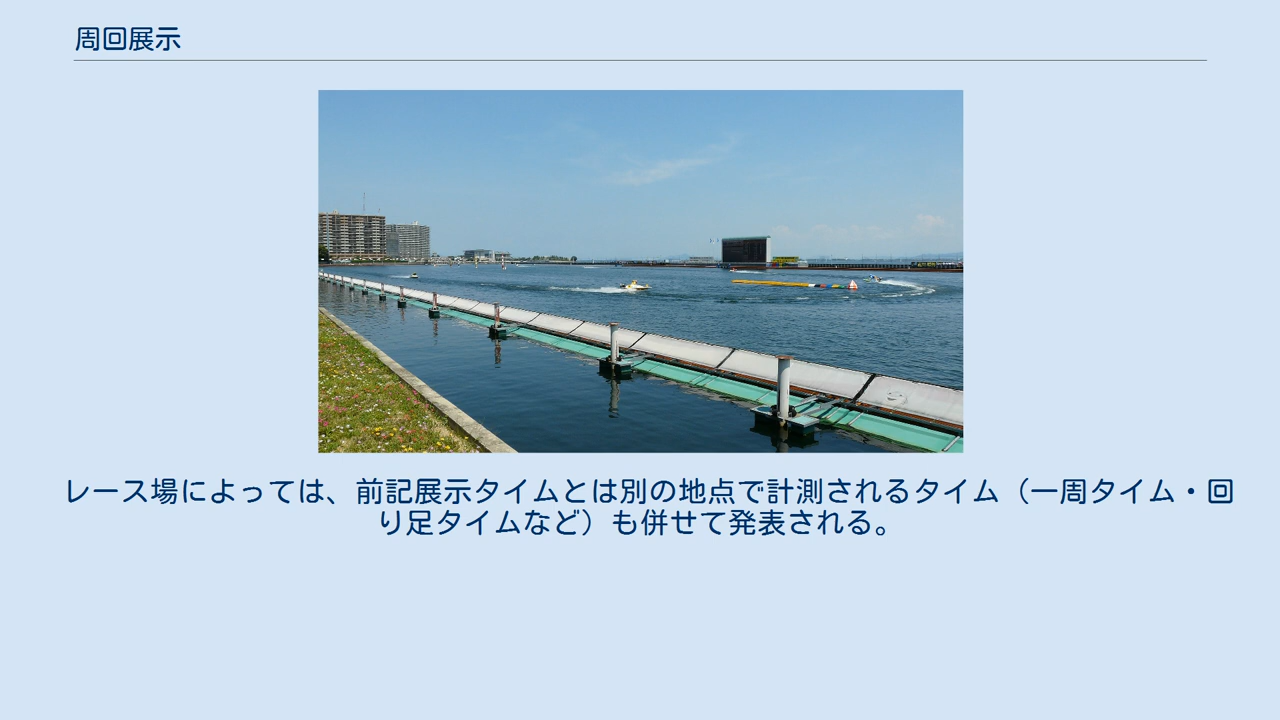 周回展示
レース場によっては、前記展示タイムとは別の地点で計測されるタイム（一周タイム・回
り足タイムなど）も併せて発表される。